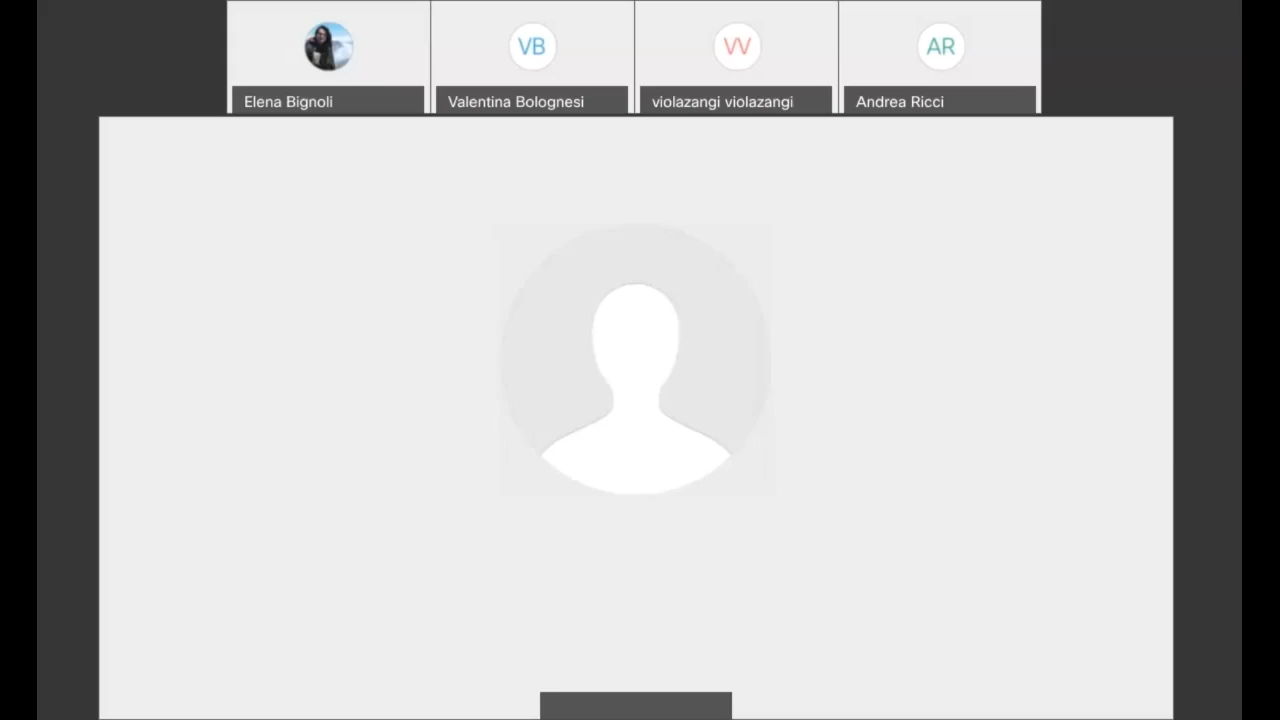 VB
VV
AR
Elena Bignoli
Valentina Bolognesi
violazangi violazangi
Andrea Ricci